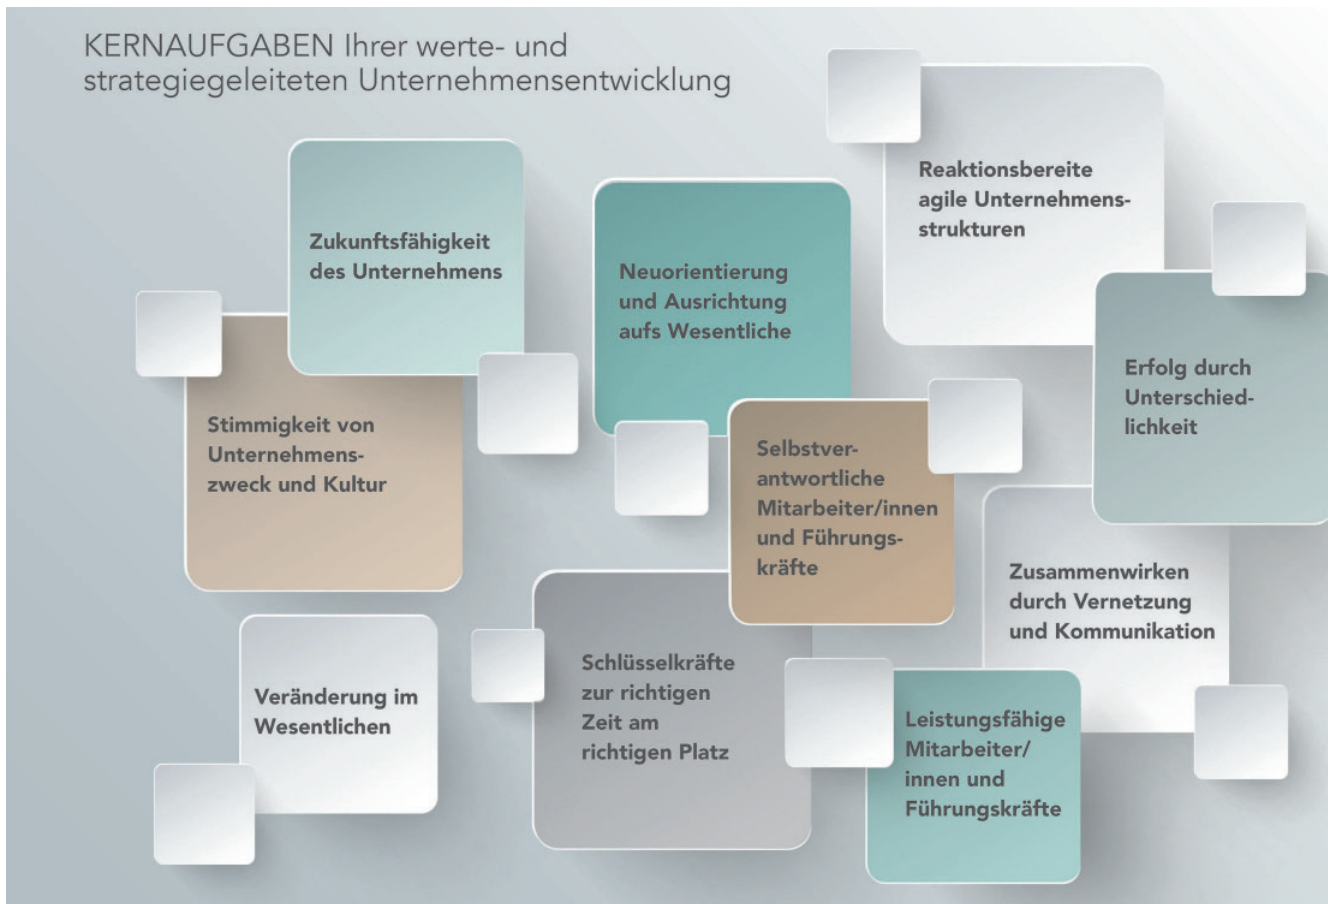 KERNAUFGABEN Ihrer werte- und
strategiegeleiteten Unternehmensentwicklung
Zukunftsfähigkeit
des Unternehmens
Neuorientierung
und Ausrichtung
aufs Wesentliche
Reaktionsbereite
agile Unternehmens-
strukturen
Stimmigkeit von
Unternehmens-
zweck und Kultur
Selbstver-
antwortliche
Mitarbeiter/innen
und Führungs-
kräfte
Erfolg durch
Unterschied-
lichkeit
Veränderung im
Wesentlichen
Schlüsselkräfte
zur richtigen
Zeit am
richtigen Platz
Zusammenwirken
durch Vernetzung
und Kommunikation
Leistungsfähige
Mitarbeiter/
innen und
Führungskräfte